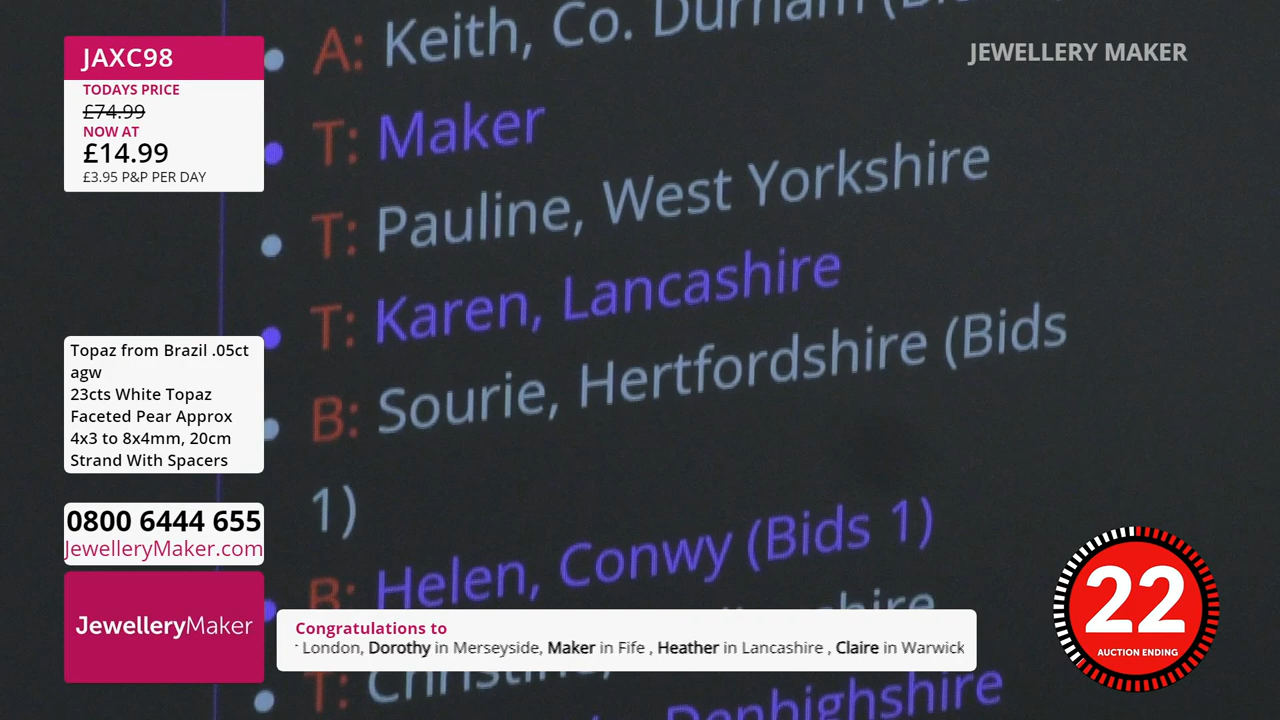 JAXC98
TODAYS PRICE
£74.99
NOW AT
£14.99
£3.95 P&P PER DAY
JEWELLERY MAKER
A: Keith, Co. Durham
T: Maker
T: Pauline, West Yorkshire
T: Karen, Lancashire
B: Sourie, Hertfordshire (Bids
1)
B: Helen, Conwy (Bids 1)
T: Christine,
Denbighshire
Topaz from Brazil .05ct
agw
23cts White Topaz
Faceted Pear Approx
4x3 to 8x4mm, 20cm
Strand With Spacers
0800 6444 655
JewelleryMaker.com
JewelleryMaker
Congratulations to
London, Dorothy in Merseyside, Maker in Fife , Heather in Lancashire , Claire in Warwick
22
AUCTION ENDING